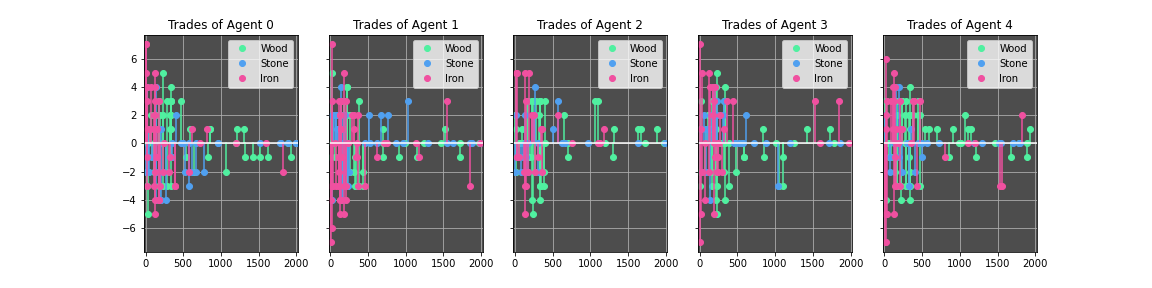 Trades of Agent 0
Trades of Agent 1
Trades of Agent 2
Trades of Agent 3
Trades of Agent 4
Wood
Stone
Iron
Wood
Stone
Iron
Wood
Stone
Iron
Wood
Stone
Iron
Wood
Stone
Iron
6
4
2
0
−2
−4
−6
0 500 1000 1500 2000
0 500 1000 1500 2000
0 500 1000 1500 2000
0 500 1000 1500 2000
0 500 1000 1500 2000